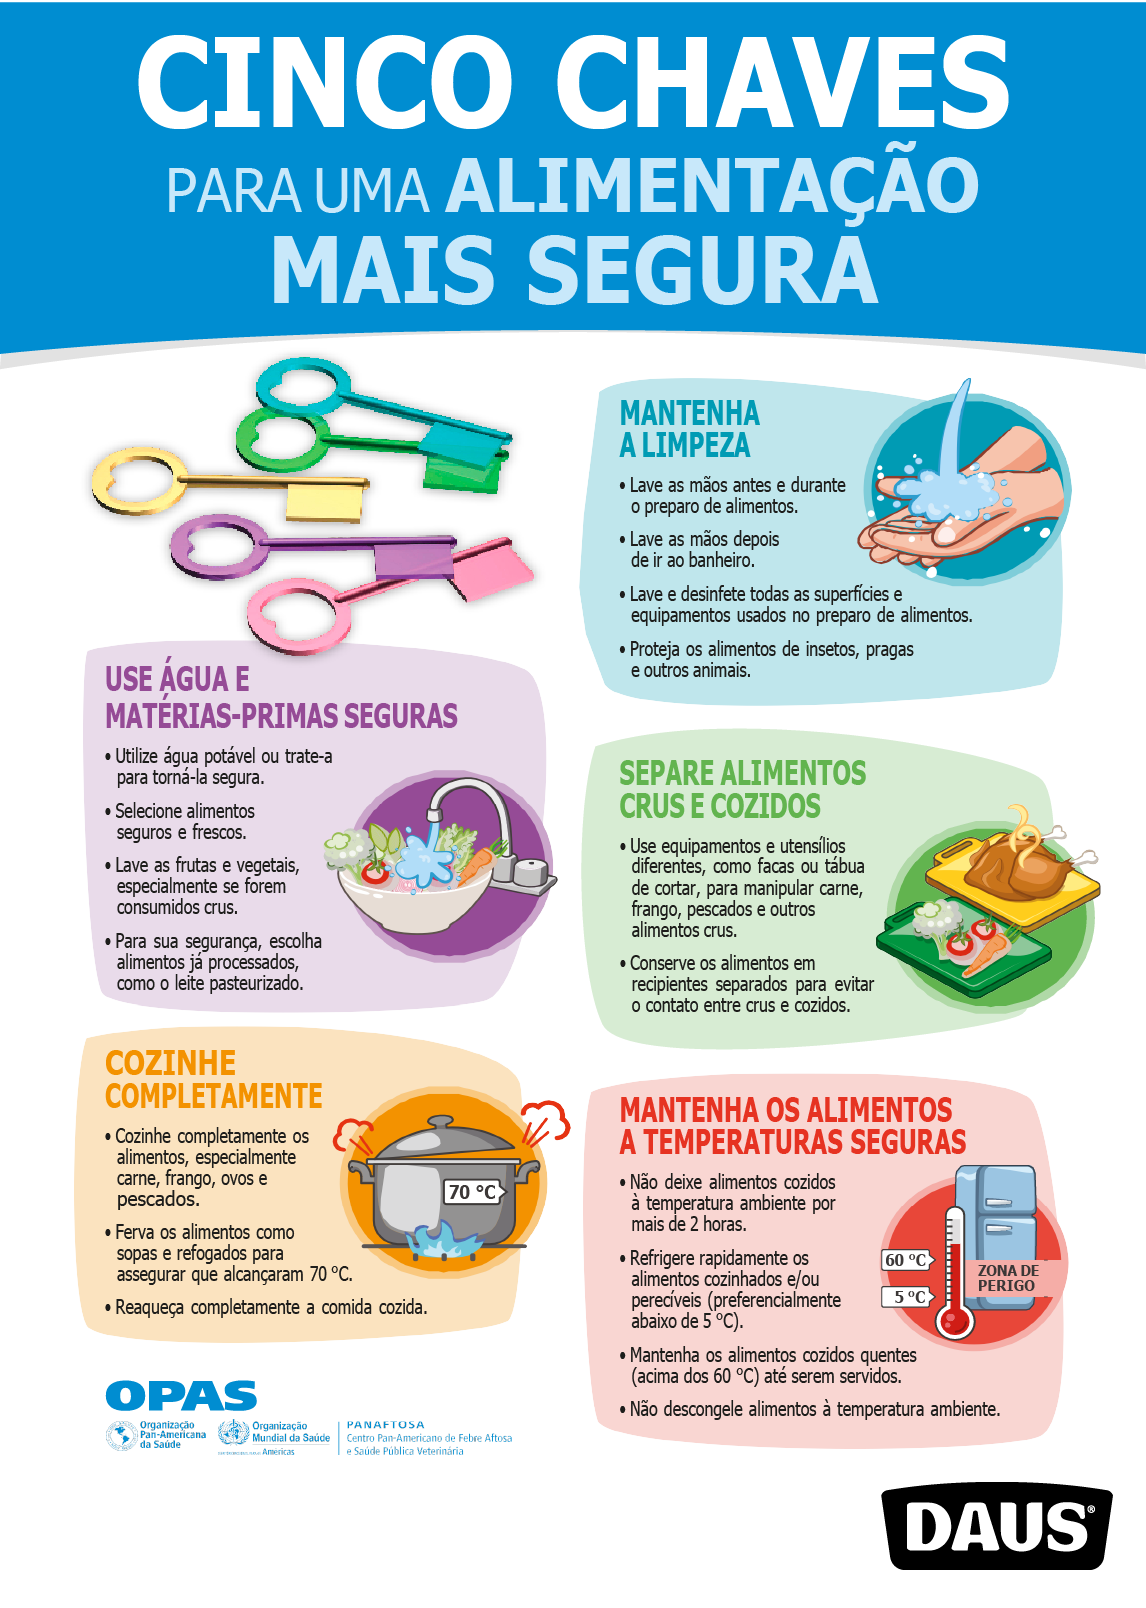 CINCO CHAVES
PARA UMA ALIMENTAÇÃO
MAIS SEGURA
MANTENHA
A LIMPEZA
• Lave as mãos antes e durante
o preparo de alimentos.
• Lave as mãos depois
de ir ao banheiro.
• Lave e desinfete todas as superfícies e
equipamentos usados no preparo de alimentos.
• Proteja os alimentos de insetos, pragas
e outros animais.
USE ÁGUA E
MATÉRIAS-PRIMAS SEGURAS
• Utilize água potável ou trate-a
para torná-la segura.
• Selecione alimentos
seguros e frescos.
• Lave as frutas e vegetais,
especialmente se forem
consumidos crus.
• Para sua segurança, escolha
alimentos já processados,
como o leite pasteurizado.
SEPARE ALIMENTOS
CRUS E COZIDOS
• Use equipamentos e utensílios
diferentes, como facas ou tábua
de cortar, para manipular carne,
frango, pescados e outros
alimentos crus.
• Conserve os alimentos em
recipientes separados para evitar
o contato entre crus e cozidos.
COZINHE
COMPLETAMENTE
• Cozinhe completamente os
alimentos, especialmente
carne, frango, ovos e
pescados.
• Ferva os alimentos como
sopas e refogados para
assegurar que alcançaram 70 °C.
• Reaqueça completamente a comida cozida.
70 °C
MANTENHA OS ALIMENTOS
A TEMPERATURAS SEGURAS
• Não deixe alimentos cozidos
à temperatura ambiente por
mais de 2 horas.
• Refrigere rapidamente os
alimentos cozinhados e/ou
perecíveis (preferencialmente
abaixo de 5 °C).
• Mantenha os alimentos cozidos quentes
(acima dos 60 °C) até serem servidos.
• Não descongele alimentos à temperatura ambiente.
60 °C
5 °C
ZONA DE
PERIGO
OPAS
Organização
Pan-Americana
da Saúde
Organização
Mundial da Saúde
Américas
PANAFTOSA
Centro Pan-Americano de Febre Aftosa
e Saúde Pública Veterinária
DAUS®